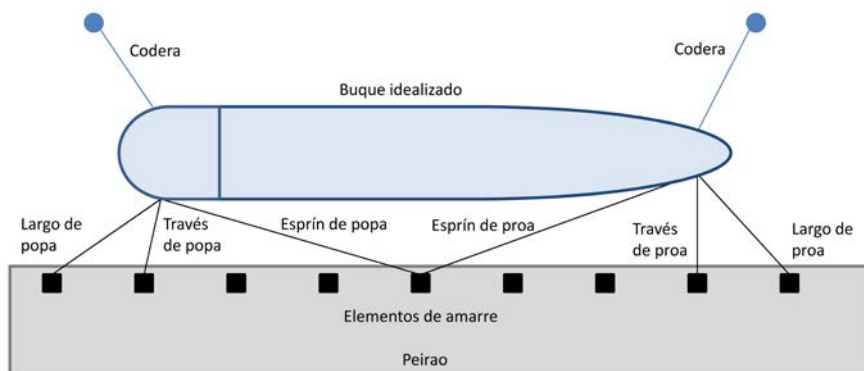 Codera
Codera
Buque idealizado
Largo de
popa
Través
de popa
Esprín de popa
Esprín de proa
Través
de proa
Largo de
proa
Elementos de amarre
Peirao